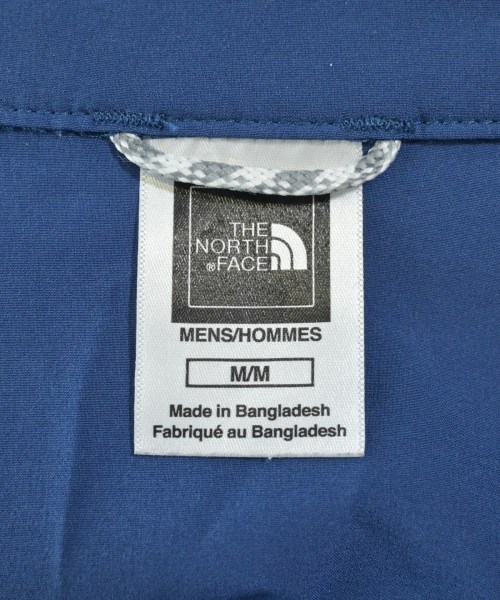 THE
NORTH
®FACE
MENS/HOMMES
M/M
Made in Bangladesh
Fabriqué au Bangladesh